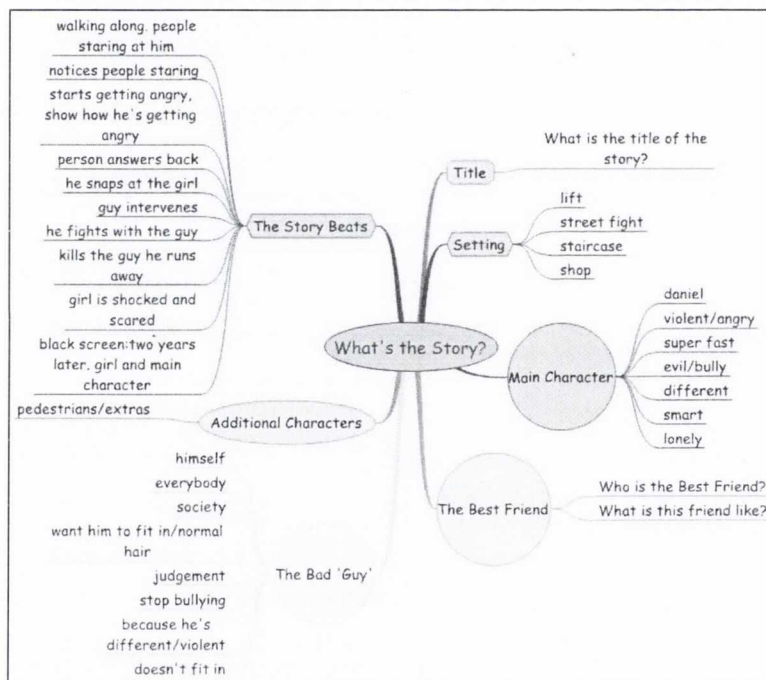 walking along. people
staring at him
notices people staring
starts getting angry,
show how he's getting
angry
person answers back
he snaps at the girl
guy intervenes
he fights with the guy
kills the guy he runs
away
girl is shocked and
scared
black screen:two years
later, girl and main
character
The Story Beats
pedestrians/extras
Additional Characters
himself
everybody
society
want him to fit in/normal
hair
judgement
stop bullying
because he's
different/violent
doesn't fit in
The Bad 'Guy'
What's the Story?
Title
What is the title of the
story?
Setting
lift
street fight
staircase
shop
Main Character
daniel
violent/angry
super fast
evil/bully
different
smart
lonely
The Best Friend
Who is the Best Friend?
What is this friend like?